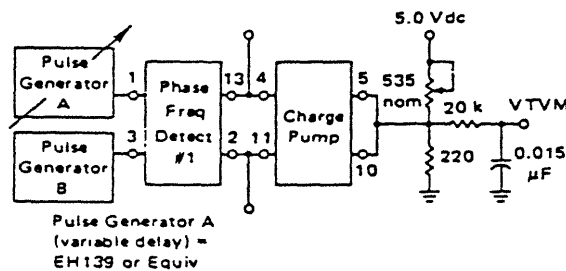 5.0 Vdc
Pulse
Generator
A
1
Phase
Freq
Detect
#1
13
4
Charge
Pump
5
535
nom
20 k
VTVM
Pulse
Generator
B
3
2
11
10
220
0.015
µF
Pulse Generator A
(variable delay) =
EH139 or Equiv